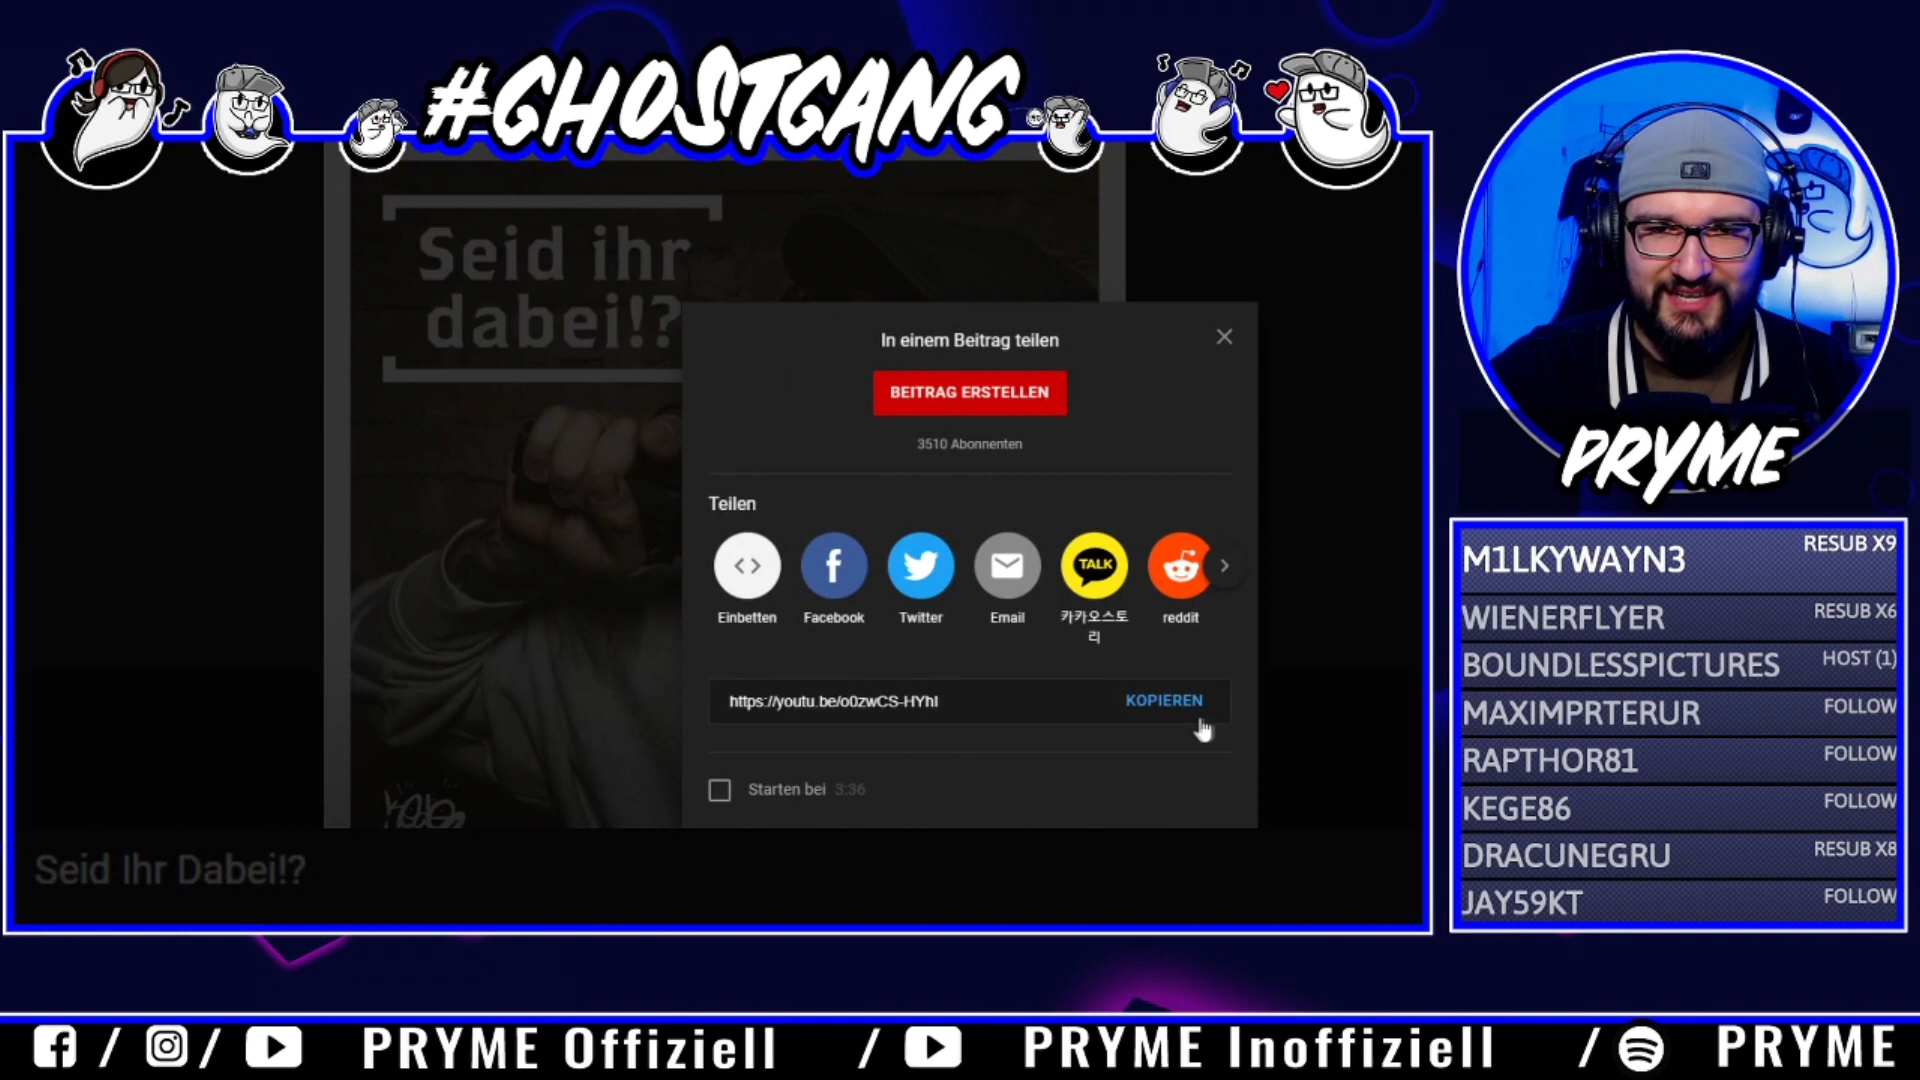 #GHOSTGANG
Seid ihr
dabei!?
In einem Beitrag teilen
BEITRAG ERSTELLEN
3510 Abonnenten
Teilen
TALK
Einbetten
Facebook
Twitter
Email
카카오스토
리
reddit
https://youtu.be/o0zwCS-HYhI
KOPIEREN
Starten bei 3:36
Seid Ihr Dabei!?
PRYME
M1LKYWAYN3 RESUB X9
WIENERFLYER RESUB X6
BOUNDLESSPICTURES HOST (1)
MAXIMPRTERUR FOLLOW
RAPTHOR81 FOLLOW
KEGE86 FOLLOW
DRACUNEGRU RESUB X8
JAY59KT FOLLOW
/ / PRYME Offiziell / PRYME Inoffiziell / PRYME